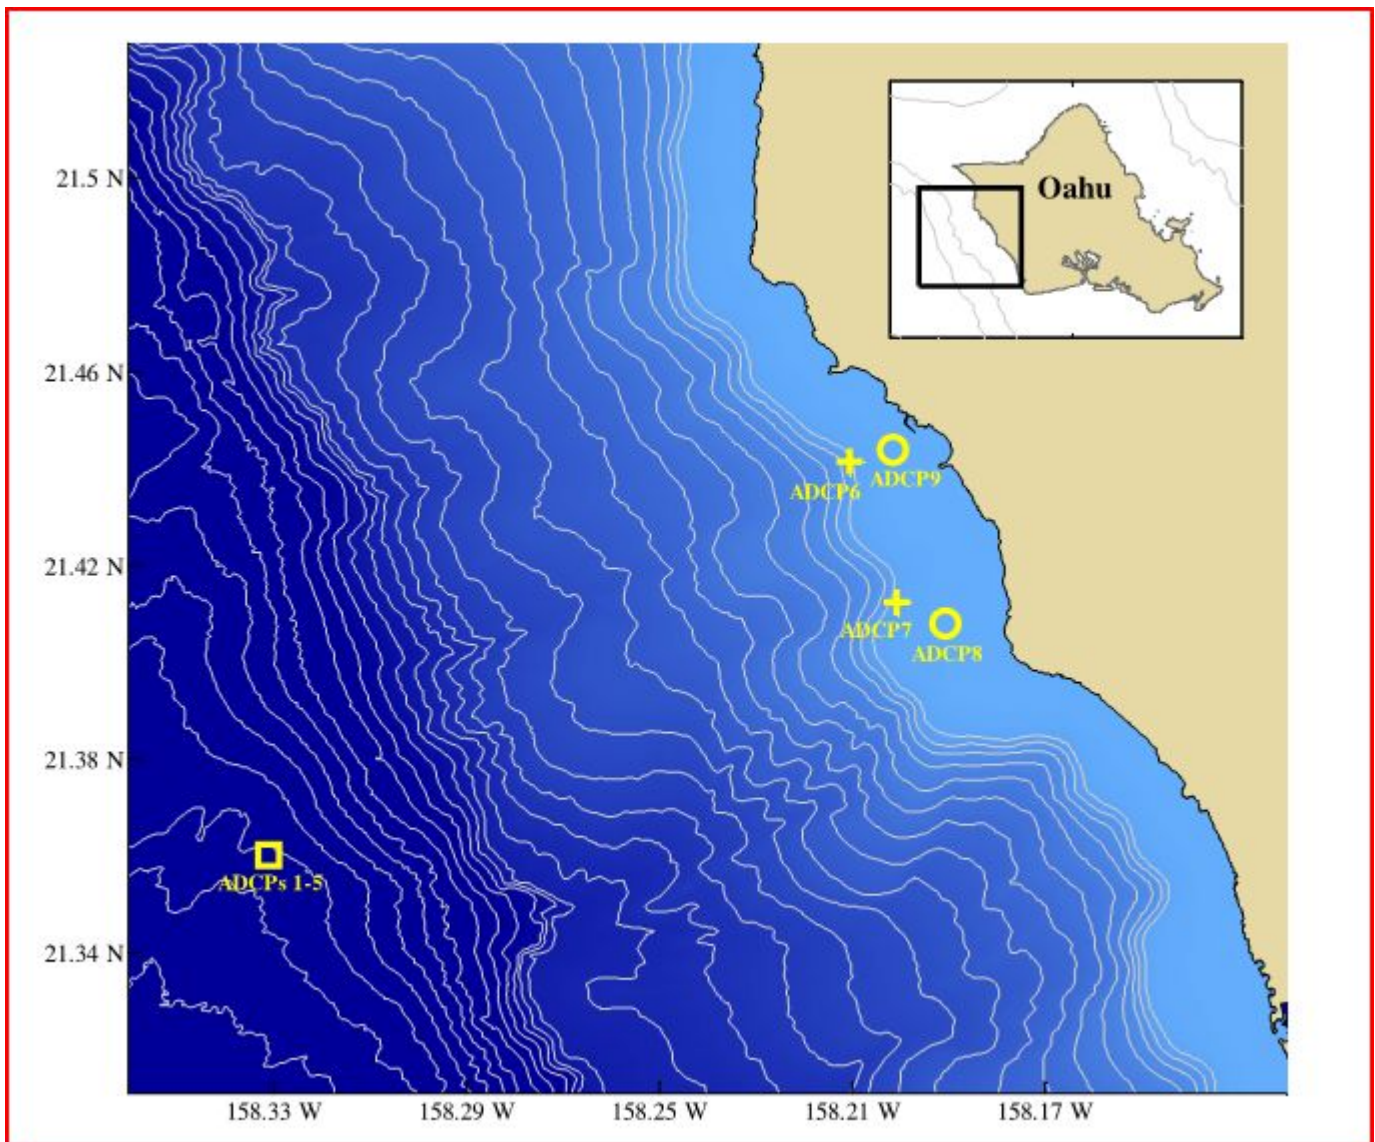 Oahu
21.5 N
21.46 N
21.42 N
21.38 N
21.34 N
ADCP9
ADCP6
ADCP7
ADCP8
ADCPs 1-5
158.33 W
158.29 W
158.25 W
158.21 W
158.17 W